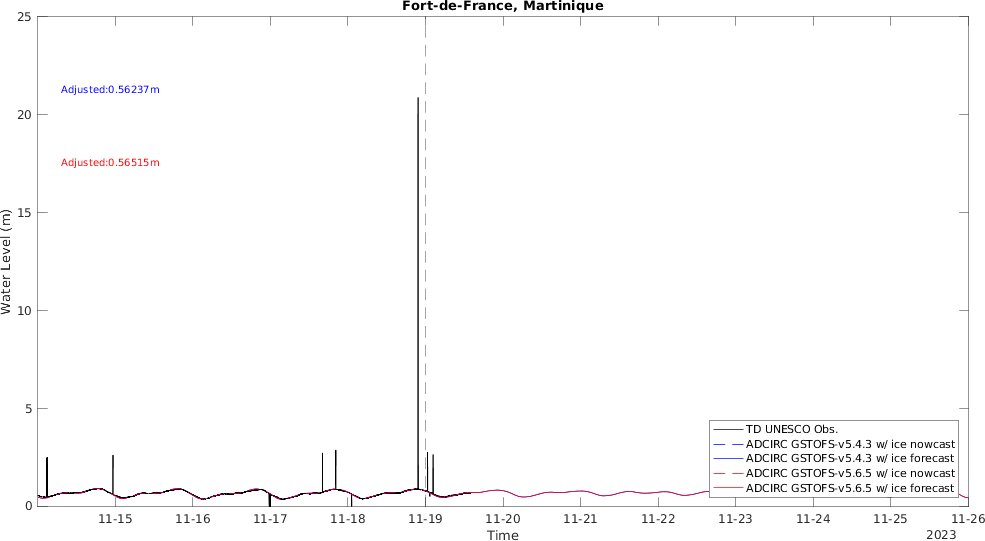 Fort-de-France, Martinique
25
20
15
10
5
0
Water Level (m)
Adjusted:0.56237m
Adjusted:0.56515m
TD UNESCO Obs.
ADCIRC GSTOFS-v5.4.3 w/ ice nowcast
ADCIRC GSTOFS-v5.4.3 w/ ice forecast
ADCIRC GSTOFS-v5.6.5 w/ ice nowcast
ADCIRC GSTOFS-v5.6.5 w/ ice forecast
11-15 11-16 11-17 11-18 11-19 11-20 11-21 11-22 11-23 11-24 11-25 11-26
Time
2023